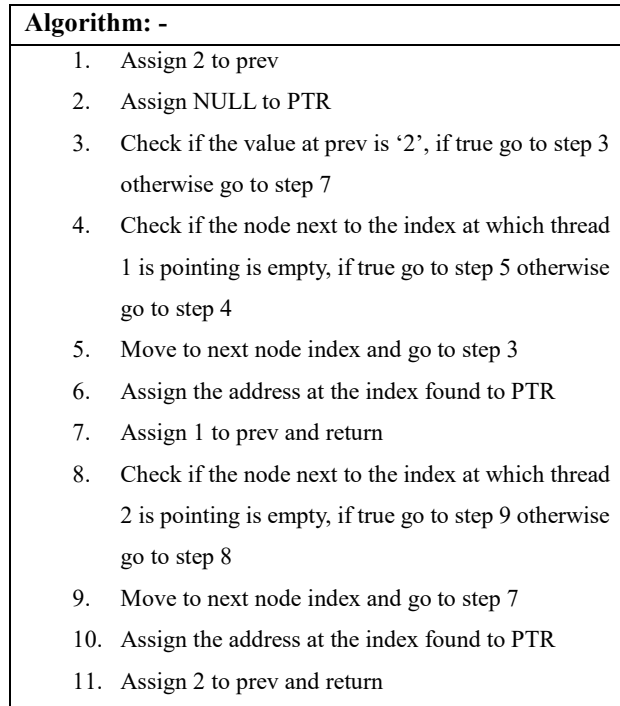 Algorithm: -
1. Assign 2 to prev
2. Assign NULL to PTR
3. Check if the value at prev is ‘2’, if true go to step 3
otherwise go to step 7
4. Check if the node next to the index at which thread
1 is pointing is empty, if true go to step 5 otherwise
go to step 4
5. Move to next node index and go to step 3
6. Assign the address at the index found to PTR
7. Assign 1 to prev and return
8. Check if the node next to the index at which thread
2 is pointing is empty, if true go to step 9 otherwise
go to step 8
9. Move to next node index and go to step 7
10. Assign the address at the index found to PTR
11. Assign 2 to prev and return